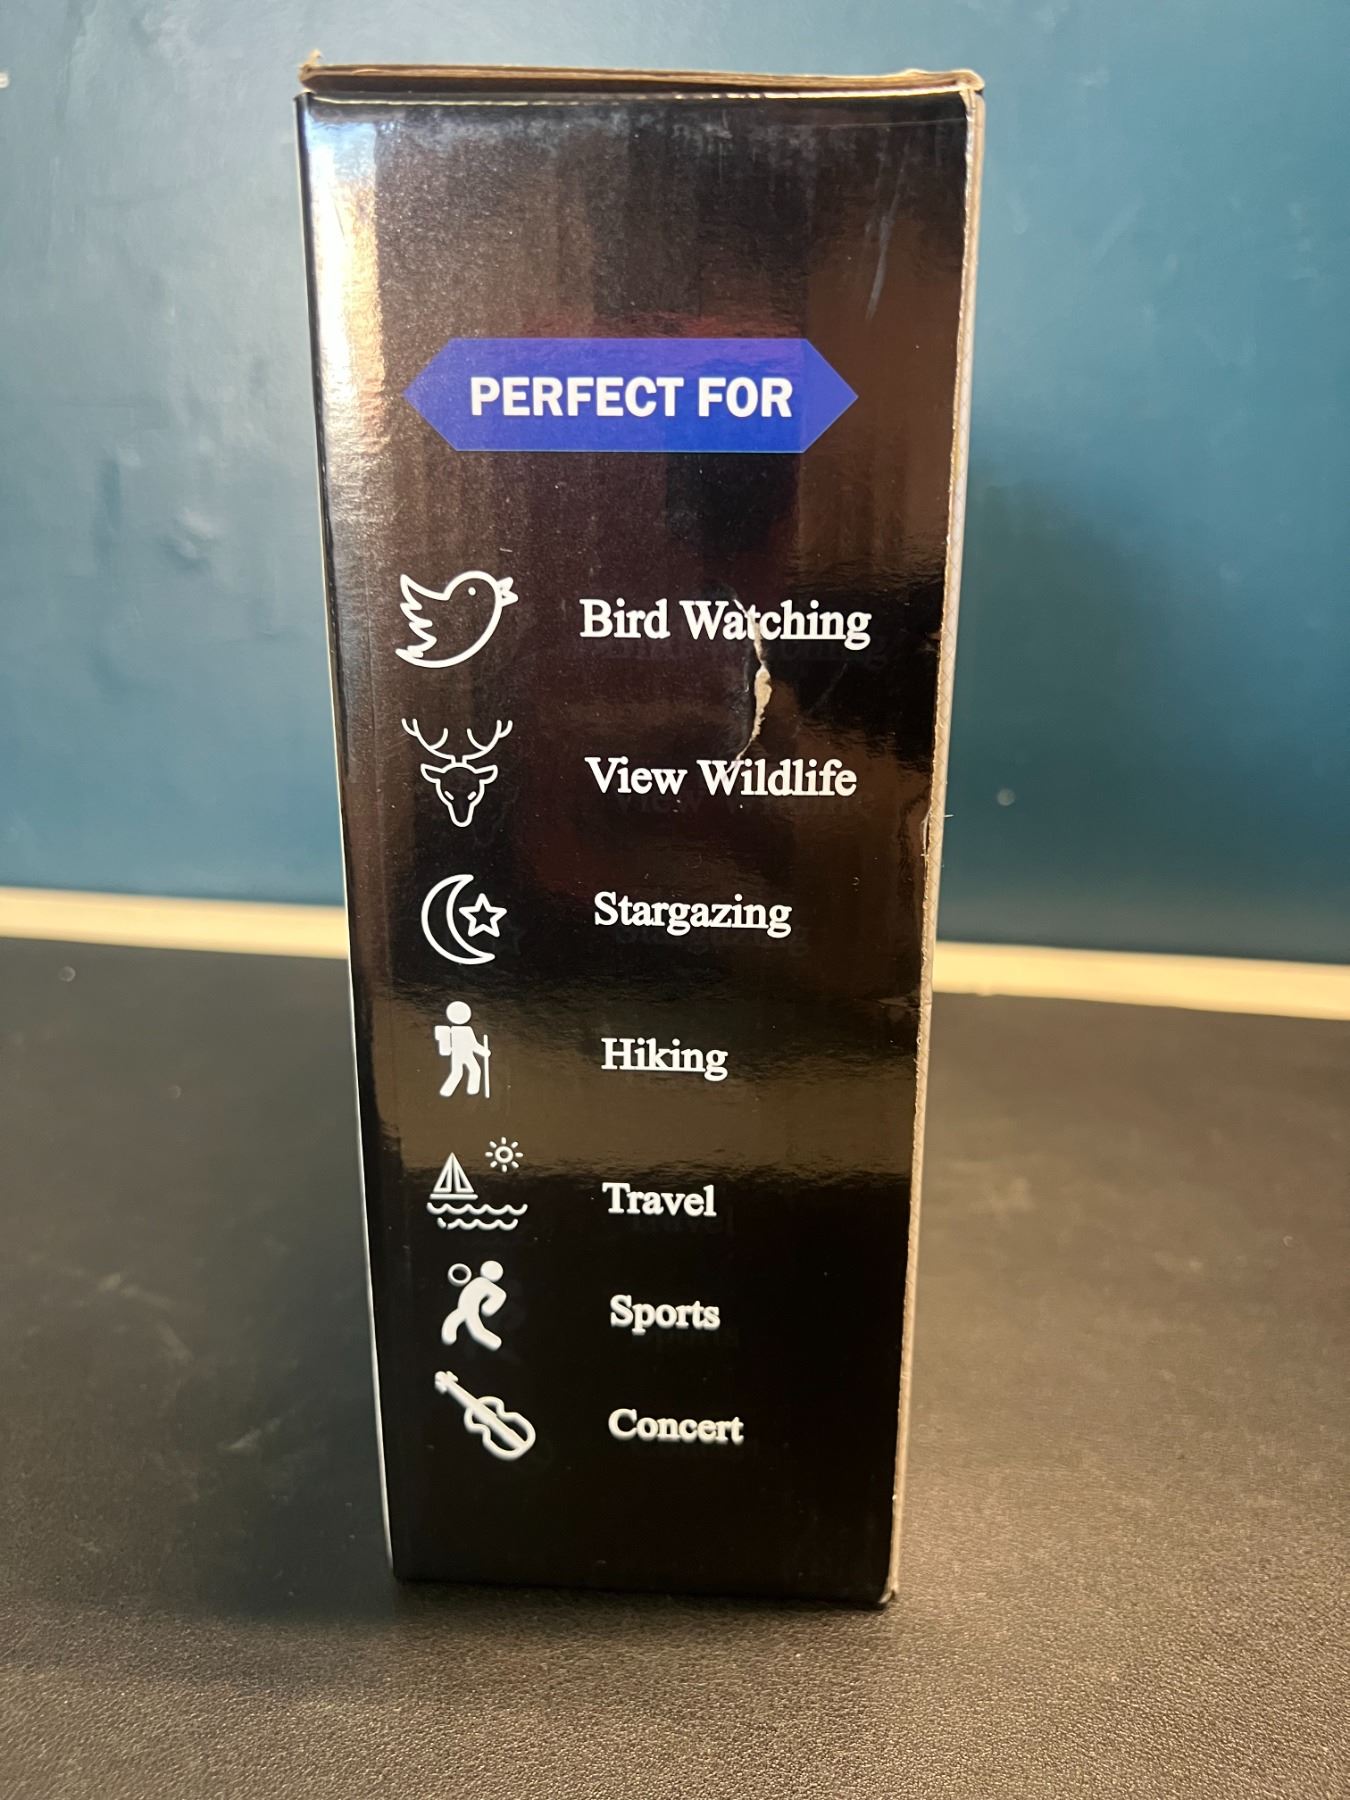 PERFECT FOR
Bird Watching
View Wildlife
Stargazing
Hiking
Travel
Sports
Concert